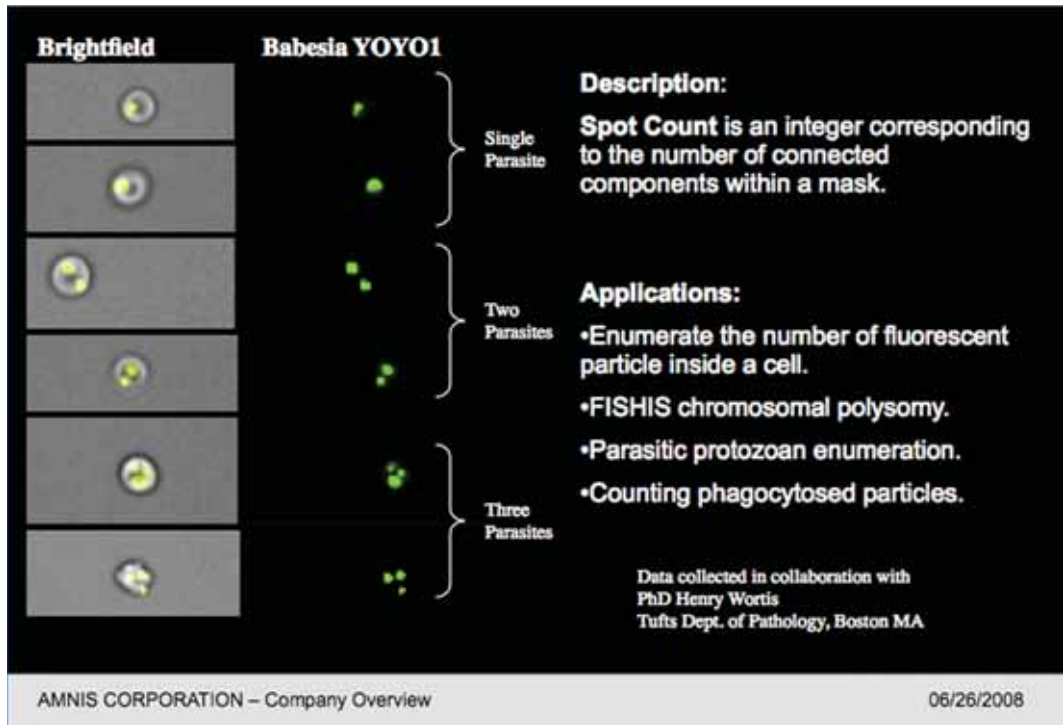 Brightfield
Babesia YOYO1
Single
Parasite
Two
Parasites
Three
Parasites
Description:
Spot Count is an integer corresponding
to the number of connected
components within a mask.
Applications:
•Enumerate the number of fluorescent
particle inside a cell.
•FISHIS chromosomal polysomy.
•Parasitic protozoan enumeration.
•Counting phagocytosed particles.
Data collected in collaboration with
PhD Henry Wortis
Tufts Dept. of Pathology, Boston MA
AMNIS CORPORATION – Company Overview
06/26/2008